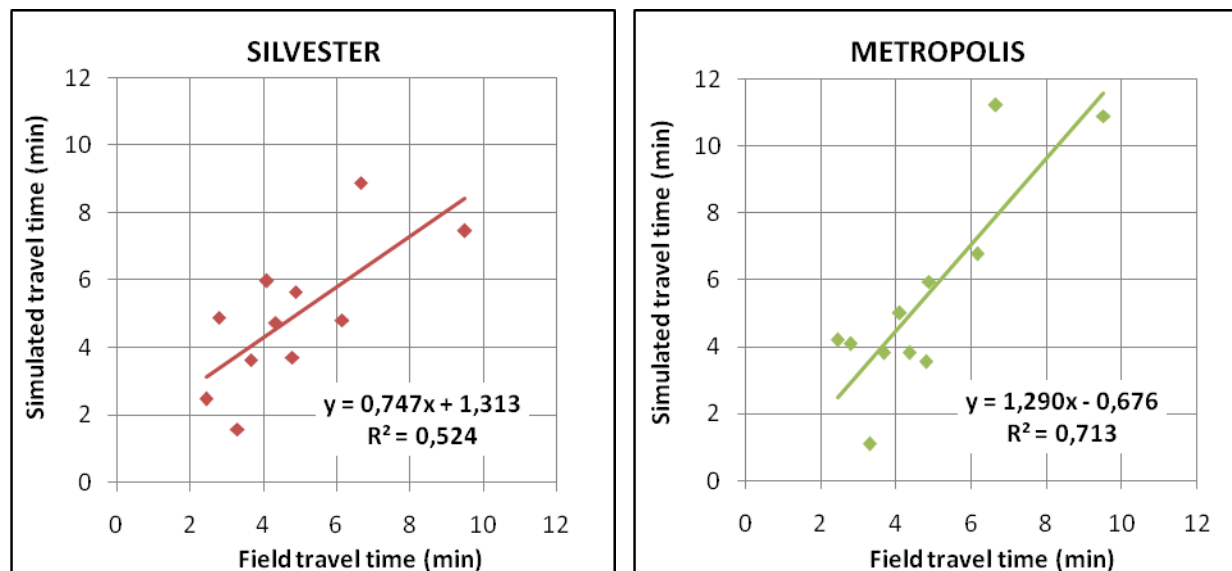 SILVESTER
Simulated travel time (min)
12
10
8
6
4
2
0
y = 0,747x + 1,313
R² = 0,524
0 2 4 6 8 10 12
Field travel time (min)
METROPOLIS
Simulated travel time (min)
12
10
8
6
4
2
0
y = 1,290x - 0,676
R² = 0,713
0 2 4 6 8 10 12
Field travel time (min)